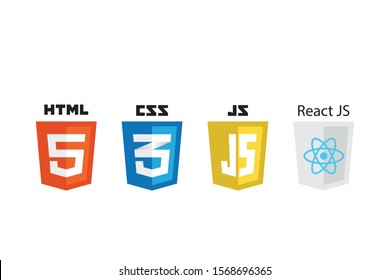 HTML
CSS
JS
React JS
5
3
JS
shutterstock.com · 1568696365